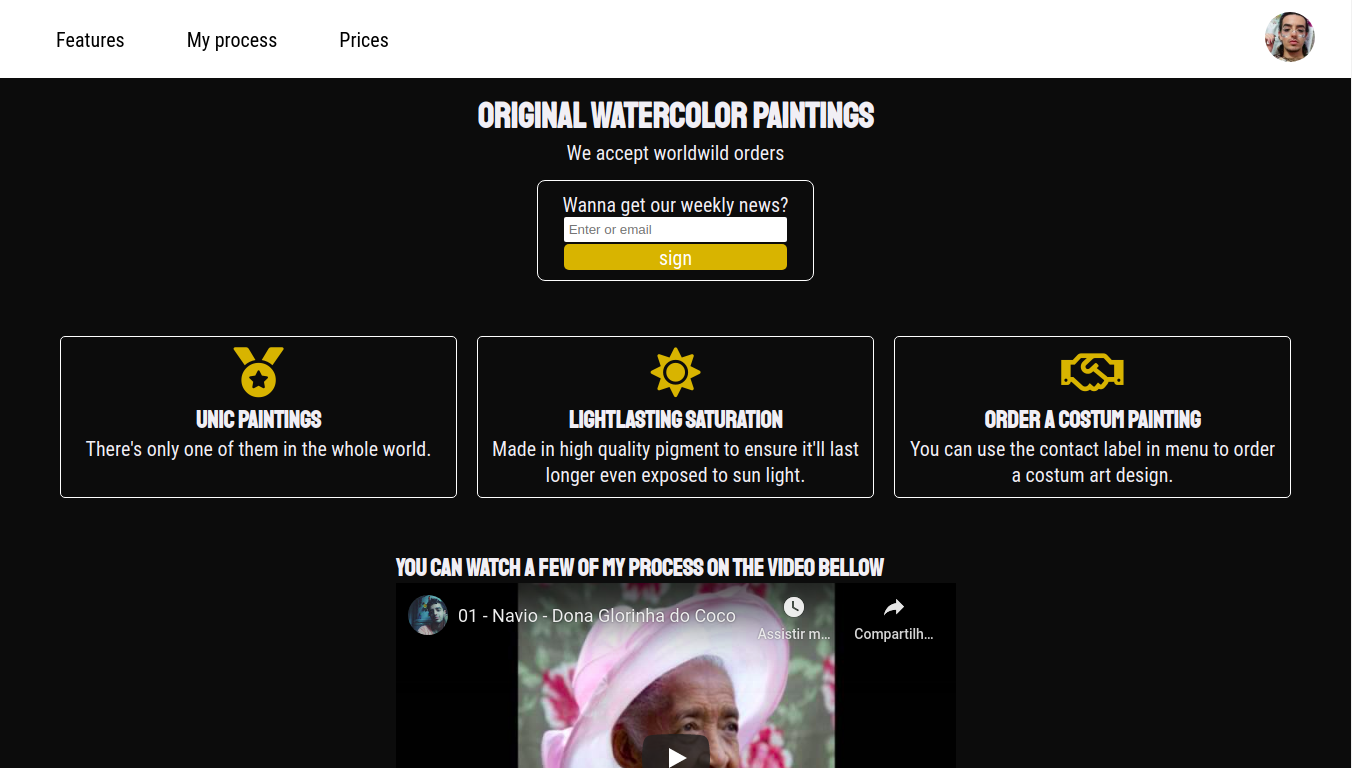 Features My process Prices
ORIGINAL WATERCOLOR PAINTINGS
We accept worldwild orders
Wanna get our weekly news?
Enter or email
sign
UNIC PAINTINGS
There's only one of them in the whole world.
LIGHTLASTING SATURATION
Made in high quality pigment to ensure it'll last
longer even exposed to sun light.
ORDER A COSTUM PAINTING
You can use the contact label in menu to order
a costum art design.
YOU CAN WATCH A FEW OF MY PROCESS ON THE VIDEO BELLOW
01 - Navio - Dona Glorinha do Coco
Assistir m...
Compartilh...